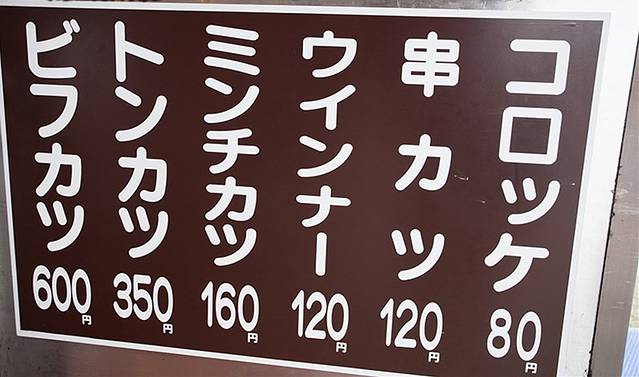 コロッケ 80円
串カツ 120円
ウインナー 120円
ミンチカツ 160円
トンカツ 350円
ビフカツ 600円